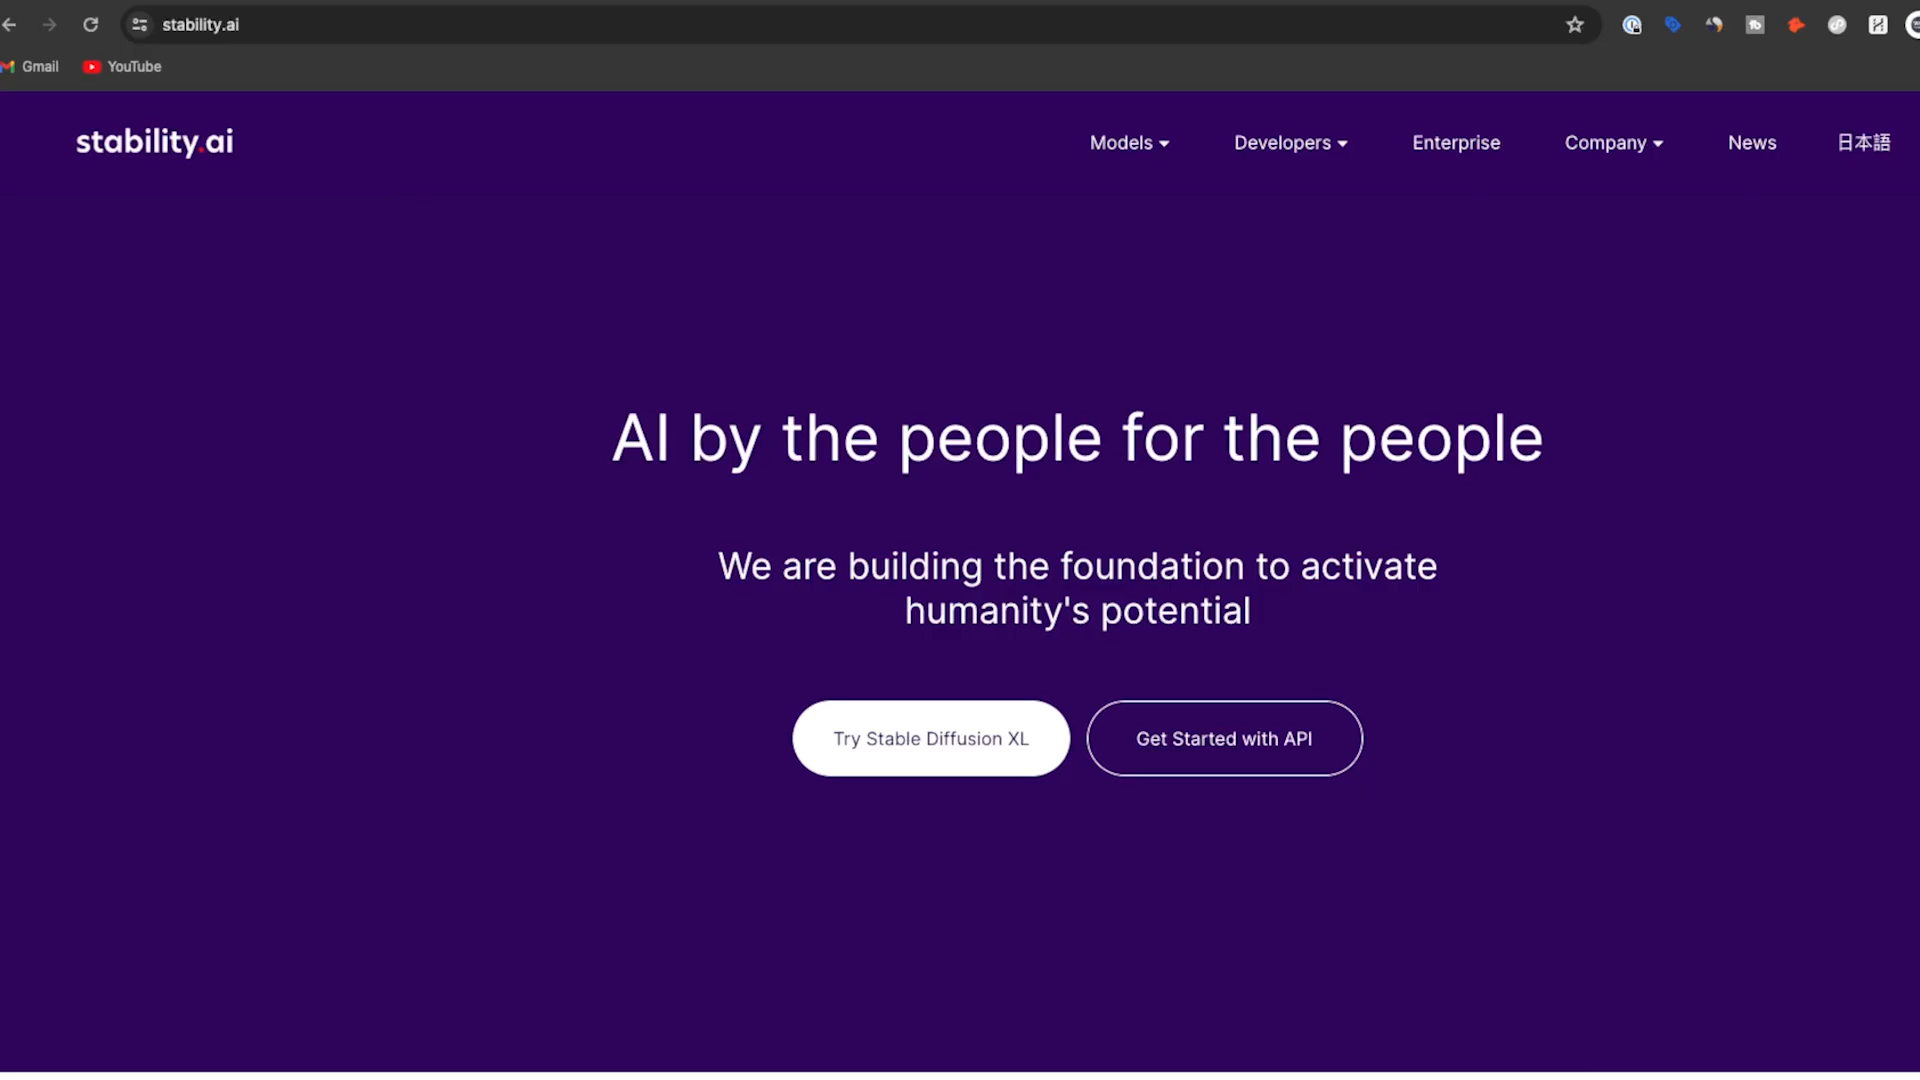 stability.ai
Gmail YouTube
stability.ai Models Developers Enterprise Company News 日本語
AI by the people for the people
We are building the foundation to activate
humanity's potential
Try Stable Diffusion XL Get Started with API